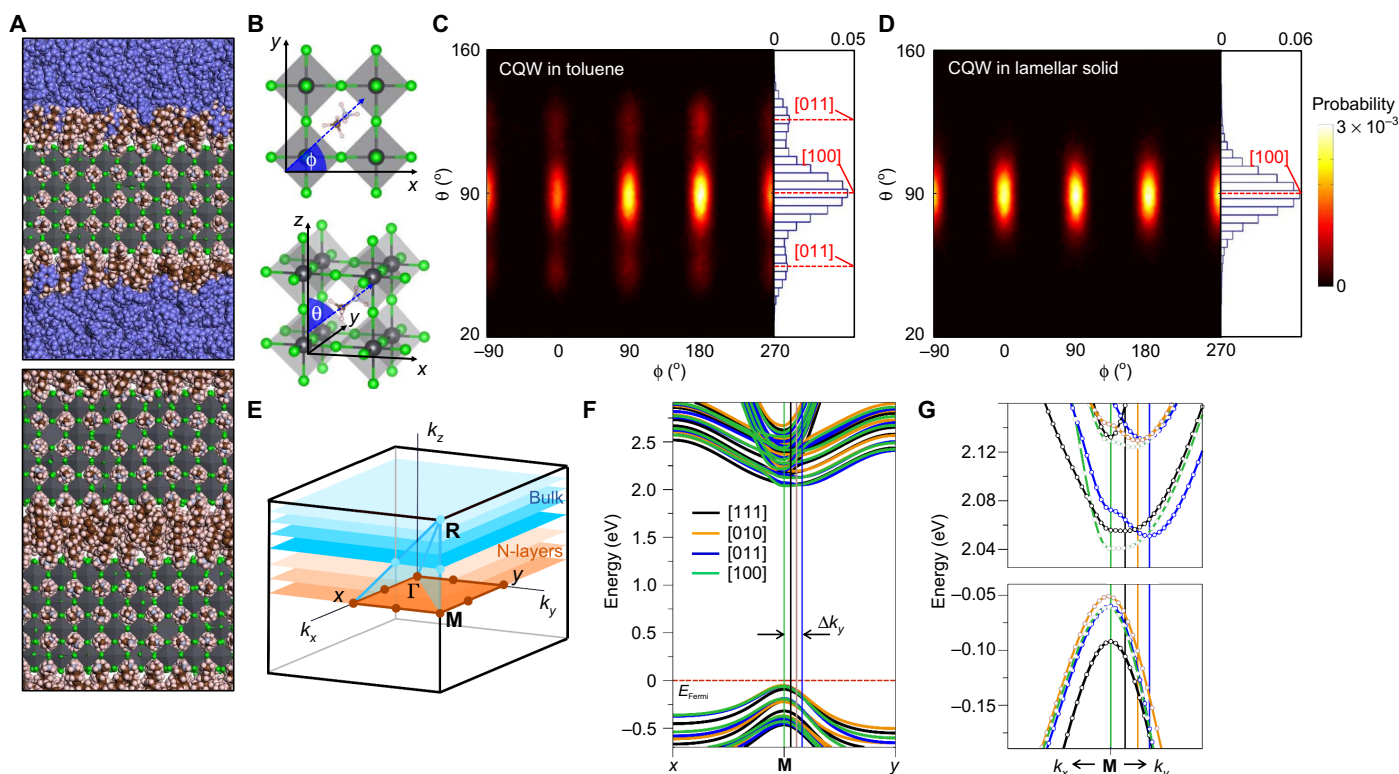 A
B
y
ϕ
x
z
θ
y
x
C
160
CQW in toluene
θ (°)
90
20
–90
0
90
180
270
ϕ (°)
0
0.05
[011]
[100]
[011]
D
160
CQW in lamellar solid
θ (°)
90
20
–90
0
90
180
270
ϕ (°)
0
0.06
[100]
Probability
3 × 10⁻³
0
E
k_z
Bulk
R
N-layers
Γ
x
y
k_x
k_y
M
F
Energy (eV)
2.5
2.0
1.5
1.0
0.5
0
–0.5
[111]
[010]
[011]
[100]
Δk_y
E_Fermi
x
M
y
G
Energy (eV)
2.12
2.08
2.04
Energy (eV)
–0.05
–0.10
–0.15
k_x
M
k_y